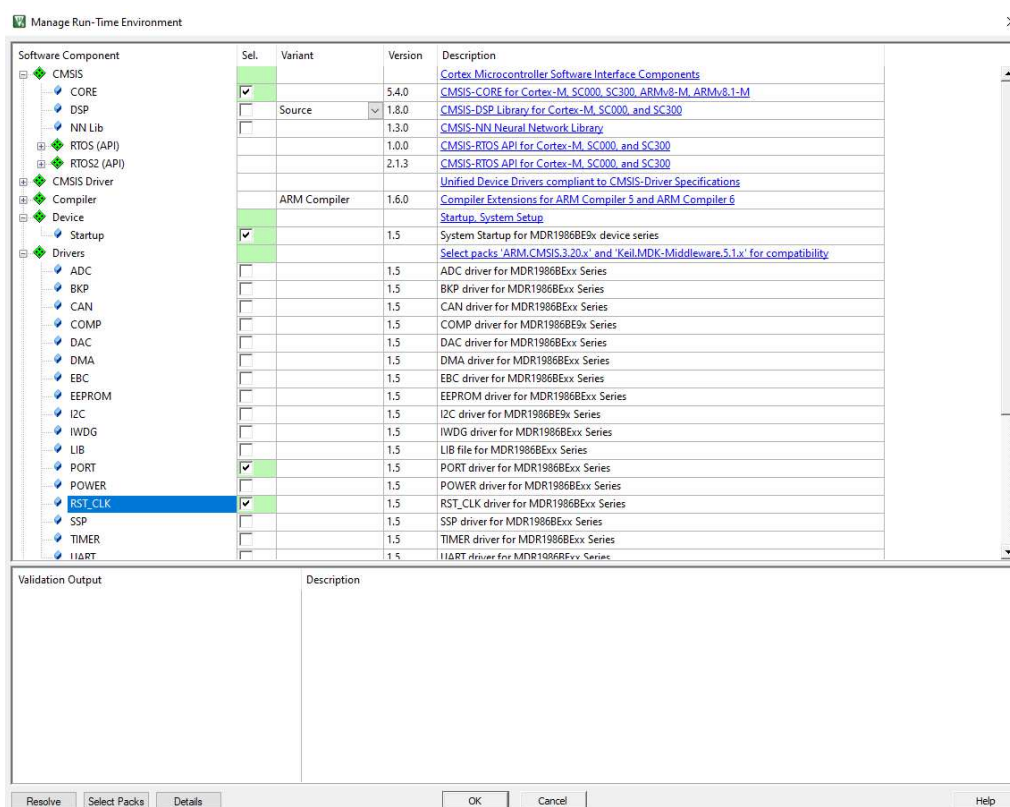 Manage Run-Time Environment
Software Component Sel. Variant Version Description
CMSIS Cortex Microcontroller Software Interface Components
CORE 5.4.0 CMSIS-CORE for Cortex-M, SC000, SC300, ARMv8-M, ARMv8.1-M
DSP Source 1.8.0 CMSIS-DSP Library for Cortex-M, SC000, and SC300
NN Lib 1.3.0 CMSIS-NN Neural Network Library
RTOS (API) 1.0.0 CMSIS-RTOS API for Cortex-M, SC000, and SC300
RTOS2 (API) 2.1.3 CMSIS-RTOS API for Cortex-M, SC000, and SC300
CMSIS Driver Unified Device Drivers compliant to CMSIS-Driver Specifications
Compiler ARM Compiler 1.6.0 Compiler Extensions for ARM Compiler 5 and ARM Compiler 6
Device Startup, System Setup
Startup 1.5 System Startup for MDR1986BE9x device series
Drivers Select packs 'ARM.CMSIS.3.20.x' and 'Keil.MDK-Middleware.5.1.x' for compatibility
ADC 1.5 ADC driver for MDR1986BExx Series
BKP 1.5 BKP driver for MDR1986BExx Series
CAN 1.5 CAN driver for MDR1986BExx Series
COMP 1.5 COMP driver for MDR1986BE9x Series
DAC 1.5 DAC driver for MDR1986BExx Series
DMA 1.5 DMA driver for MDR1986BExx Series
EBC 1.5 EBC driver for MDR1986BExx Series
EEPROM 1.5 EEPROM driver for MDR1986BExx Series
I2C 1.5 I2C driver for MDR1986BE9x Series
IWDG 1.5 IWDG driver for MDR1986BExx Series
LIB 1.5 LIB file for MDR1986BExx Series
PORT 1.5 PORT driver for MDR1986BExx Series
POWER 1.5 POWER driver for MDR1986BExx Series
RST_CLK 1.5 RST_CLK driver for MDR1986BExx Series
SSP 1.5 SSP driver for MDR1986BExx Series
TIMER 1.5 TIMER driver for MDR1986BExx Series
UART 1.5 UART driver for MDR1986BExx Series
Validation Output Description
Resolve Select Packs Details OK Cancel Help